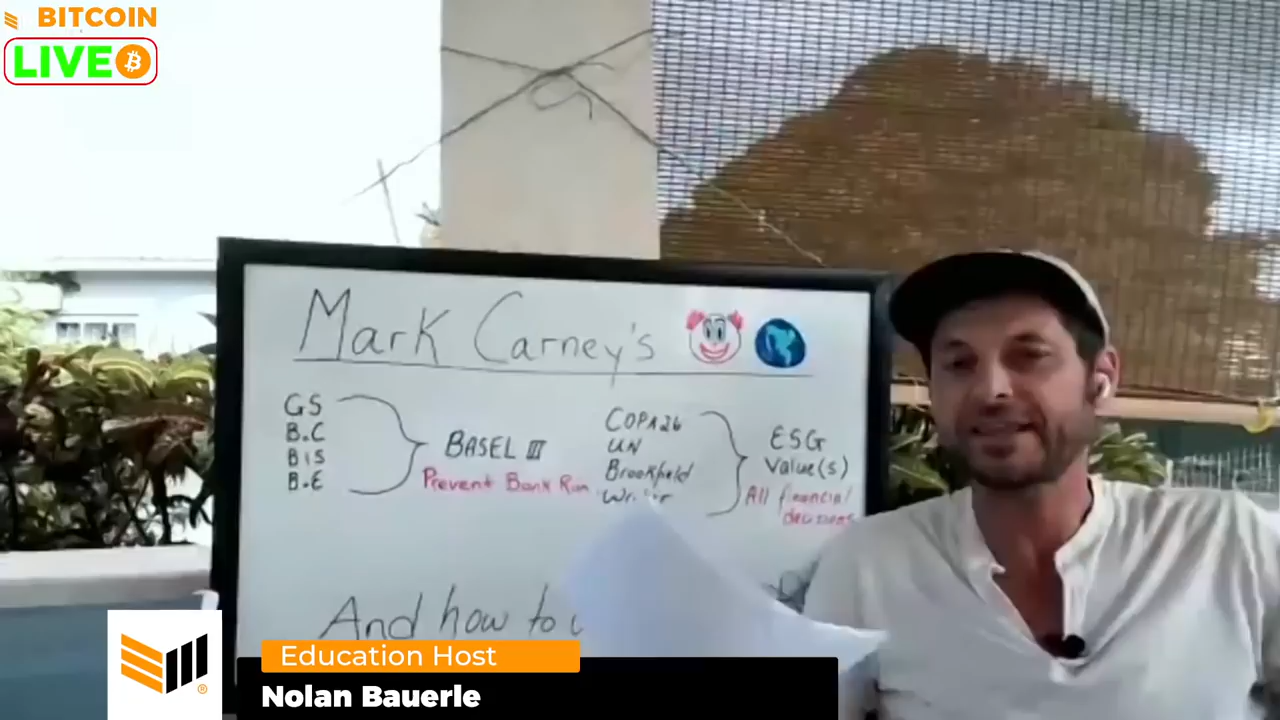 BITCOIN
LIVE
Mark Carney's
GS
B.C
BIS
B.E
BASEL III
Prevent Bank Run
COPA26
UN
Brookfield
ESG
Value(s)
All financial
decisions
And how to
Education Host
Nolan Bauerle